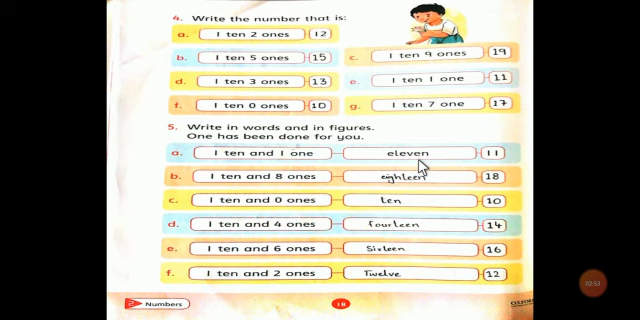 4. Write the number that is:
a. 1 ten 2 ones 12
b. 1 ten 5 ones 15 c. 1 ten 9 ones 19
d. 1 ten 3 ones 13 e. 1 ten 1 one 11
f. 1 ten 0 ones 10 g. 1 ten 7 one 17
5. Write in words and in figures.
One has been done for you.
a. 1 ten and 1 one eleven 11
b. 1 ten and 8 ones eighteen 18
c. 1 ten and 0 ones ten 10
d. 1 ten and 4 ones fourteen 14
e. 1 ten and 6 ones Sixteen 16
f. 1 ten and 2 ones Twelve 12
02:53
2 Numbers 18 OXFORD